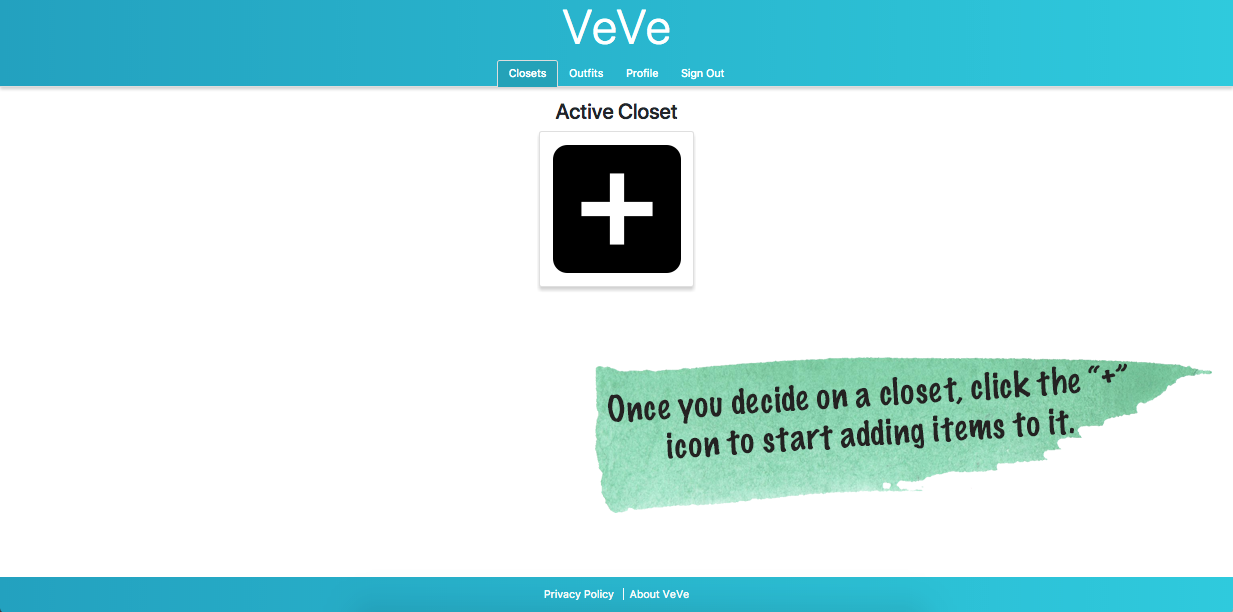 VeVe
Closets Outfits Profile Sign Out
Active Closet
Once you decide on a closet, click the “+”
icon to start adding items to it.
Privacy Policy | About VeVe